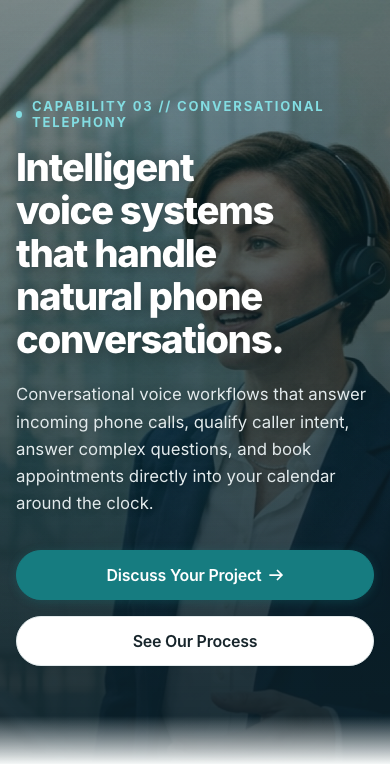 CAPABILITY 03 // CONVERSATIONAL
TELEPHONY
Intelligent
voice systems
that handle
natural phone
conversations.
Conversational voice workflows that answer
incoming phone calls, qualify caller intent,
answer complex questions, and book
appointments directly into your calendar
around the clock.
Discuss Your Project →
See Our Process